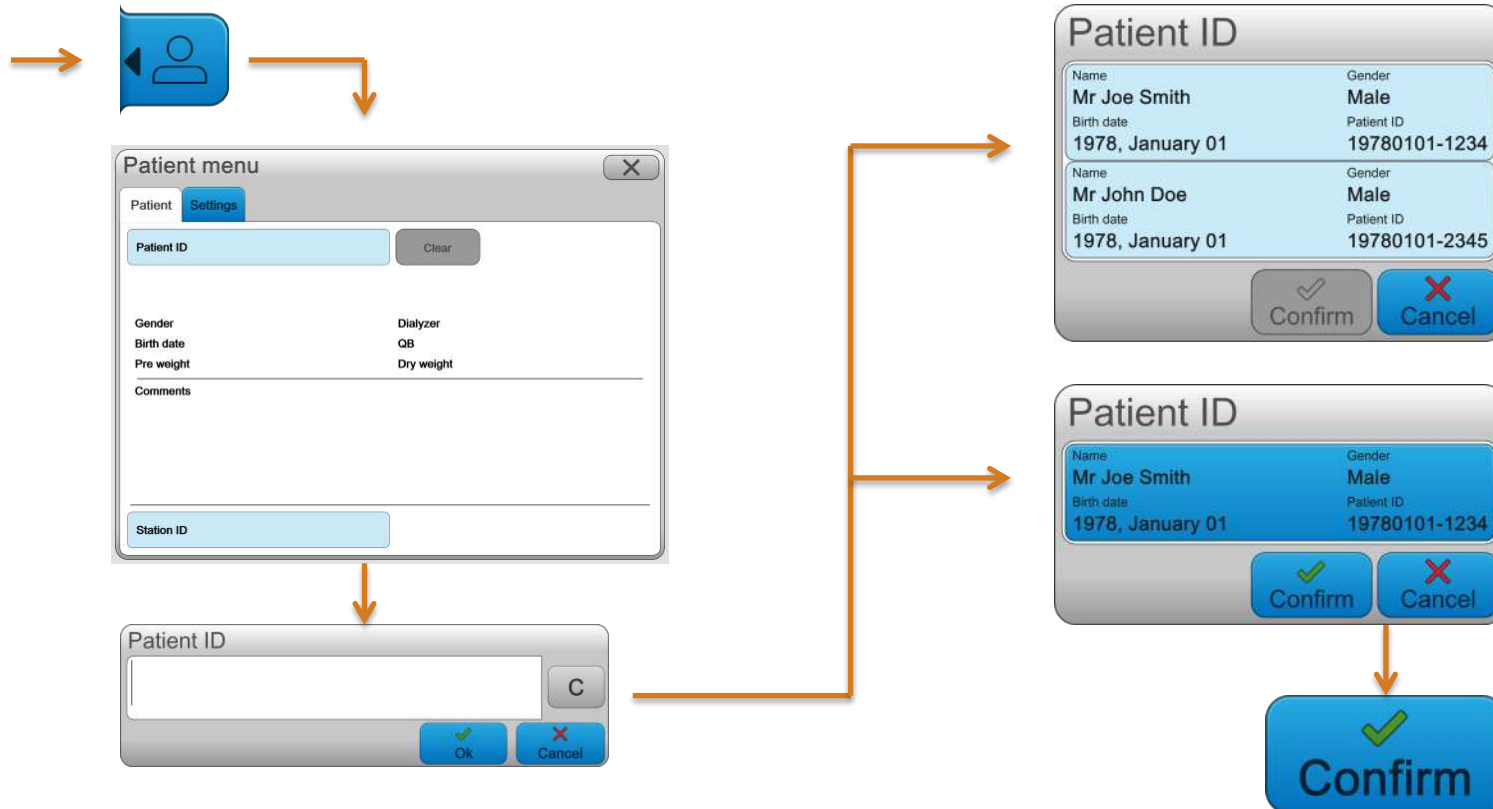 Patient menu
Patient Settings
Patient ID Clear
Gender Dialyzer
Birth date QB
Pre weight Dry weight
Comments
Station ID
Patient ID
C
Ok Cancel
Patient ID
Name Gender
Mr Joe Smith Male
Birth date Patient ID
1978, January 01 19780101-1234
Name Gender
Mr John Doe Male
Birth date Patient ID
1978, January 01 19780101-2345
Confirm Cancel
Patient ID
Name Gender
Mr Joe Smith Male
Birth date Patient ID
1978, January 01 19780101-1234
Confirm Cancel
Confirm